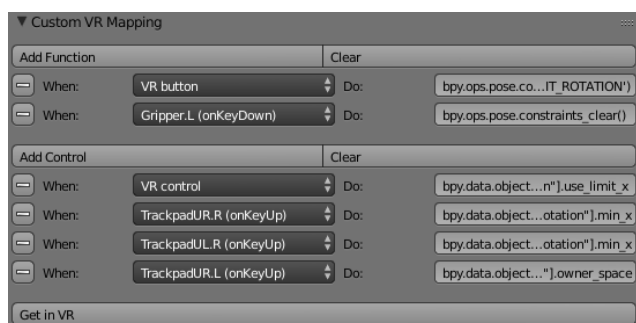 Custom VR Mapping
Add Function Clear
When: VR button Do: bpy.ops.pose.co...IT_ROTATION')
When: Gripper.L (onKeyDown) Do: bpy.ops.pose.constraints_clear()
Add Control Clear
When: VR control Do: bpy.data.object...n"].use_limit_x
When: TrackpadUR.R (onKeyUp) Do: bpy.data.object...otation"].min_x
When: TrackpadUL.R (onKeyUp) Do: bpy.data.object...otation"].min_x
When: TrackpadUR.L (onKeyUp) Do: bpy.data.object..."].owner_space
Get in VR